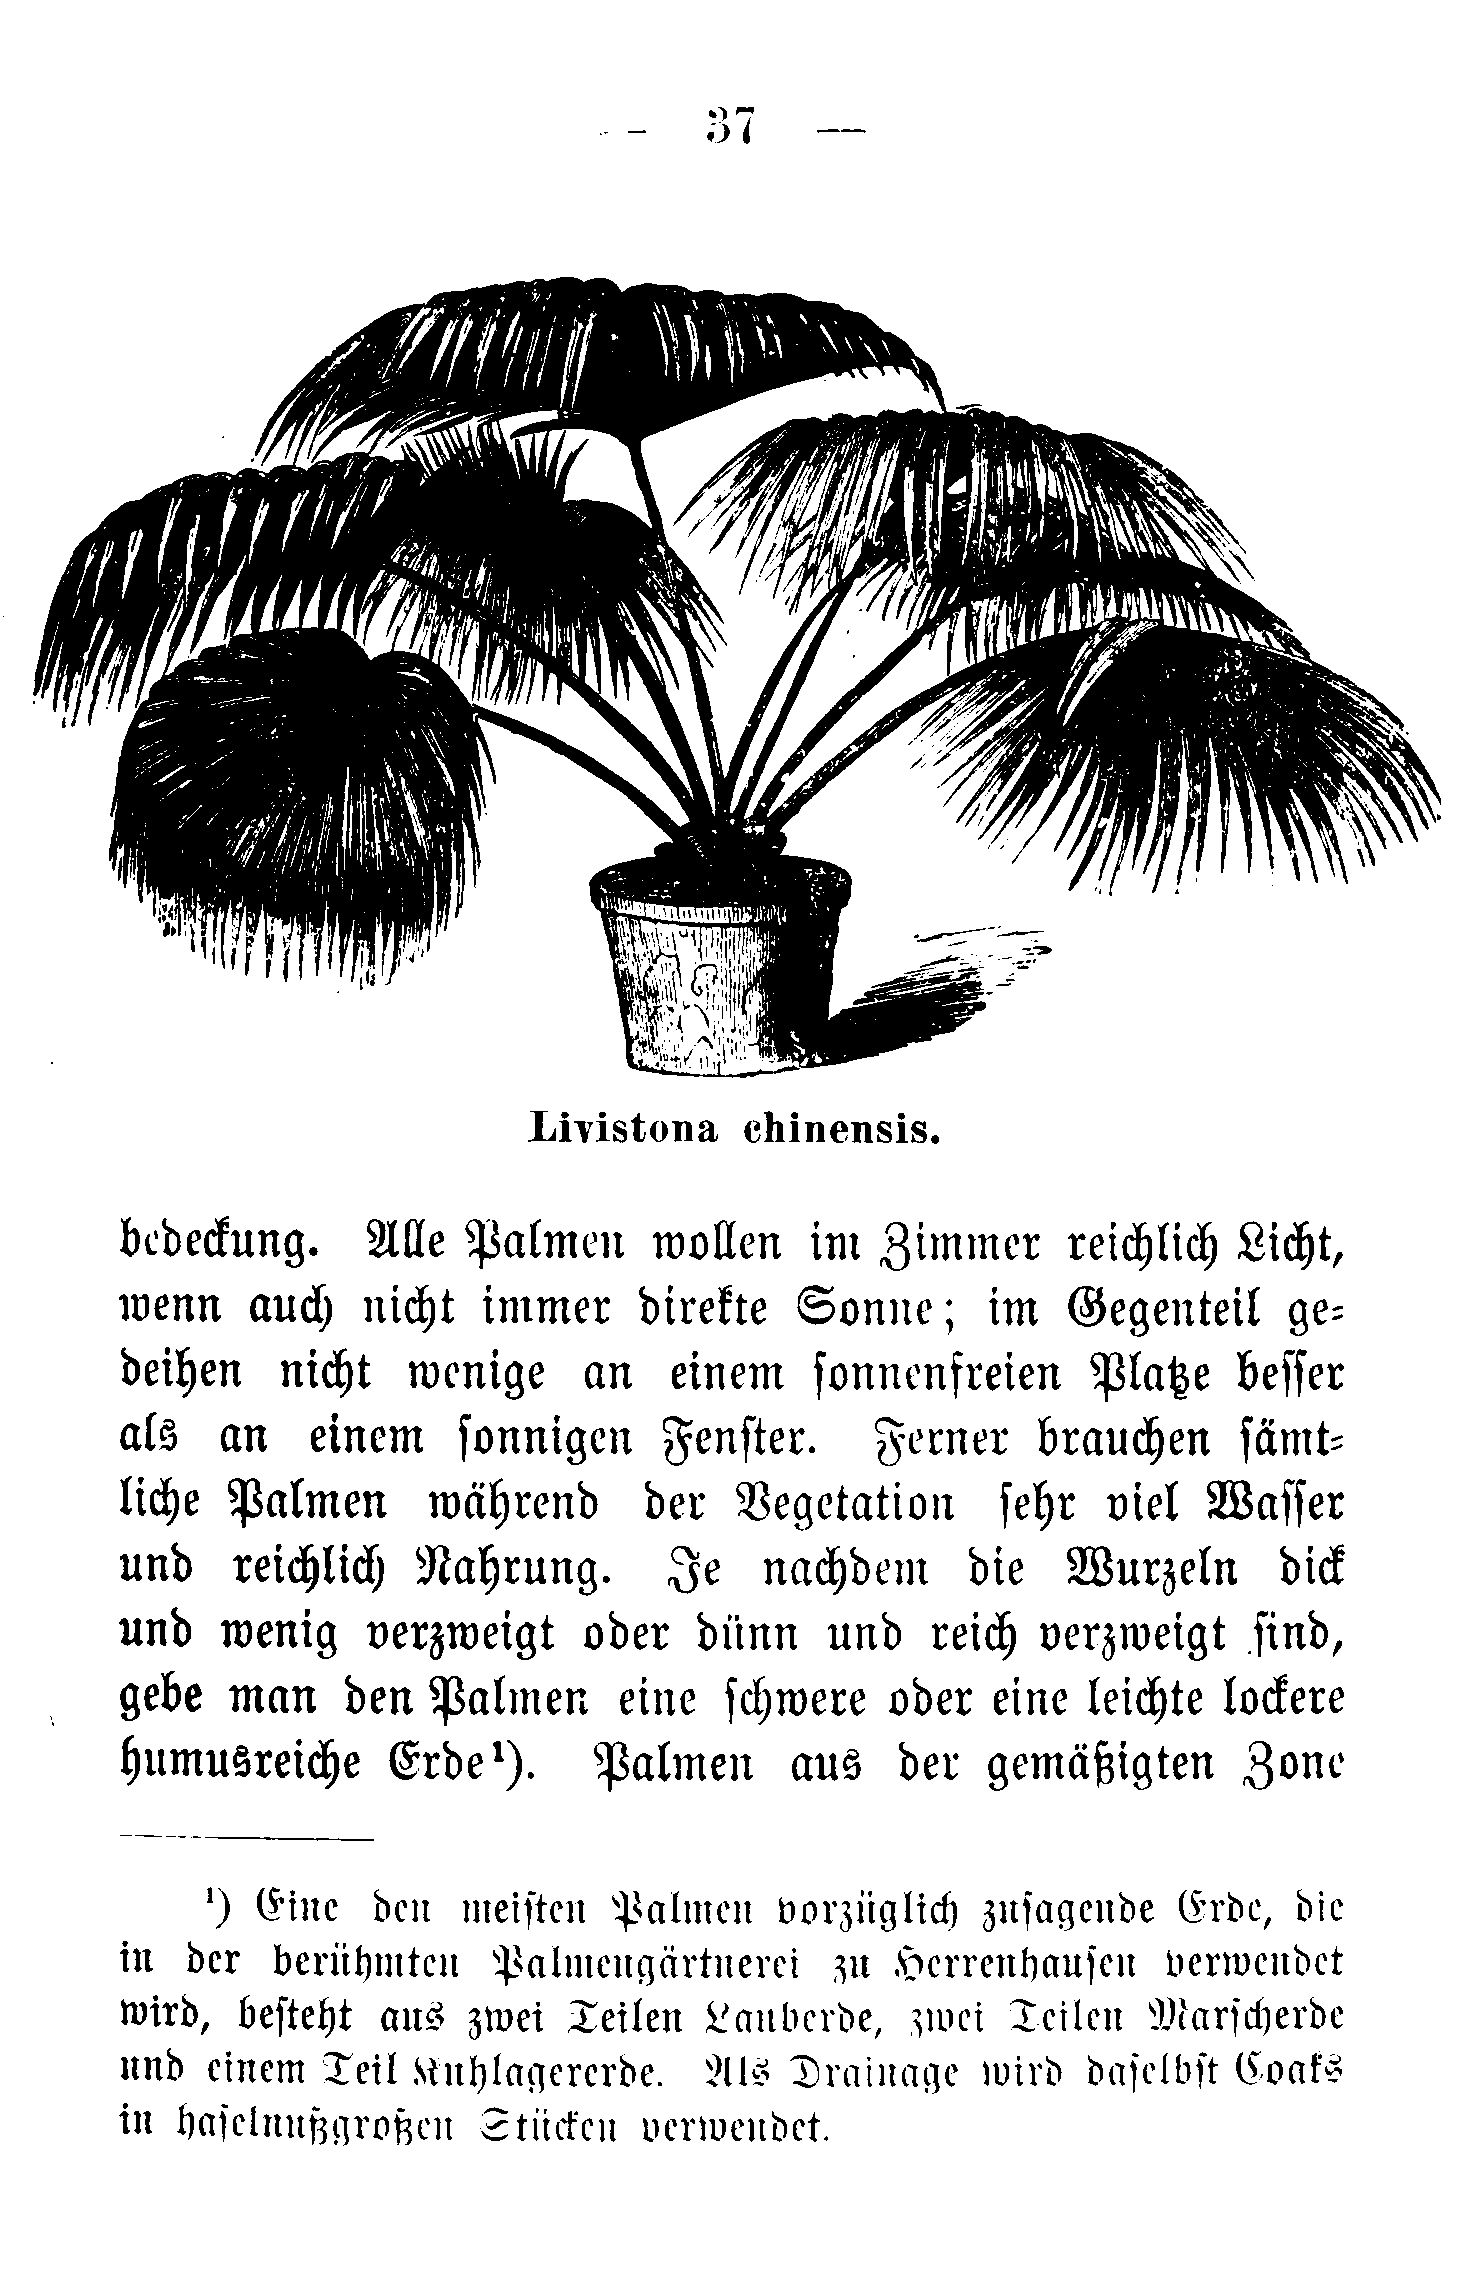 — 37 —
Livistona chinensis.
bedeckung. Alle Palmen wollen im Zimmer reichlich Licht,
wenn auch nicht immer direkte Sonne; im Gegenteil ge-
deihen nicht wenige an einem sonnenfreien Platze besser
als an einem sonnigen Fenster. Ferner brauchen sämt-
liche Palmen während der Vegetation sehr viel Wasser
und reichlich Nahrung. Je nachdem die Wurzeln dick
und wenig verzweigt oder dünn und reich verzweigt sind,
gebe man den Palmen eine schwere oder eine leichte lockere
humusreiche Erde¹). Palmen aus der gemäßigten Zone
¹) Eine den meisten Palmen vorzüglich zusagende Erde, die
in der berühmten Palmengärtnerei zu Herrenhausen verwendet
wird, besteht aus zwei Teilen Lauberde, zwei Teilen Marscherde
und einem Teil Kuhlagererde. Als Drainage wird daselbst Coaks
in haselnußgroßen Stücken verwendet.